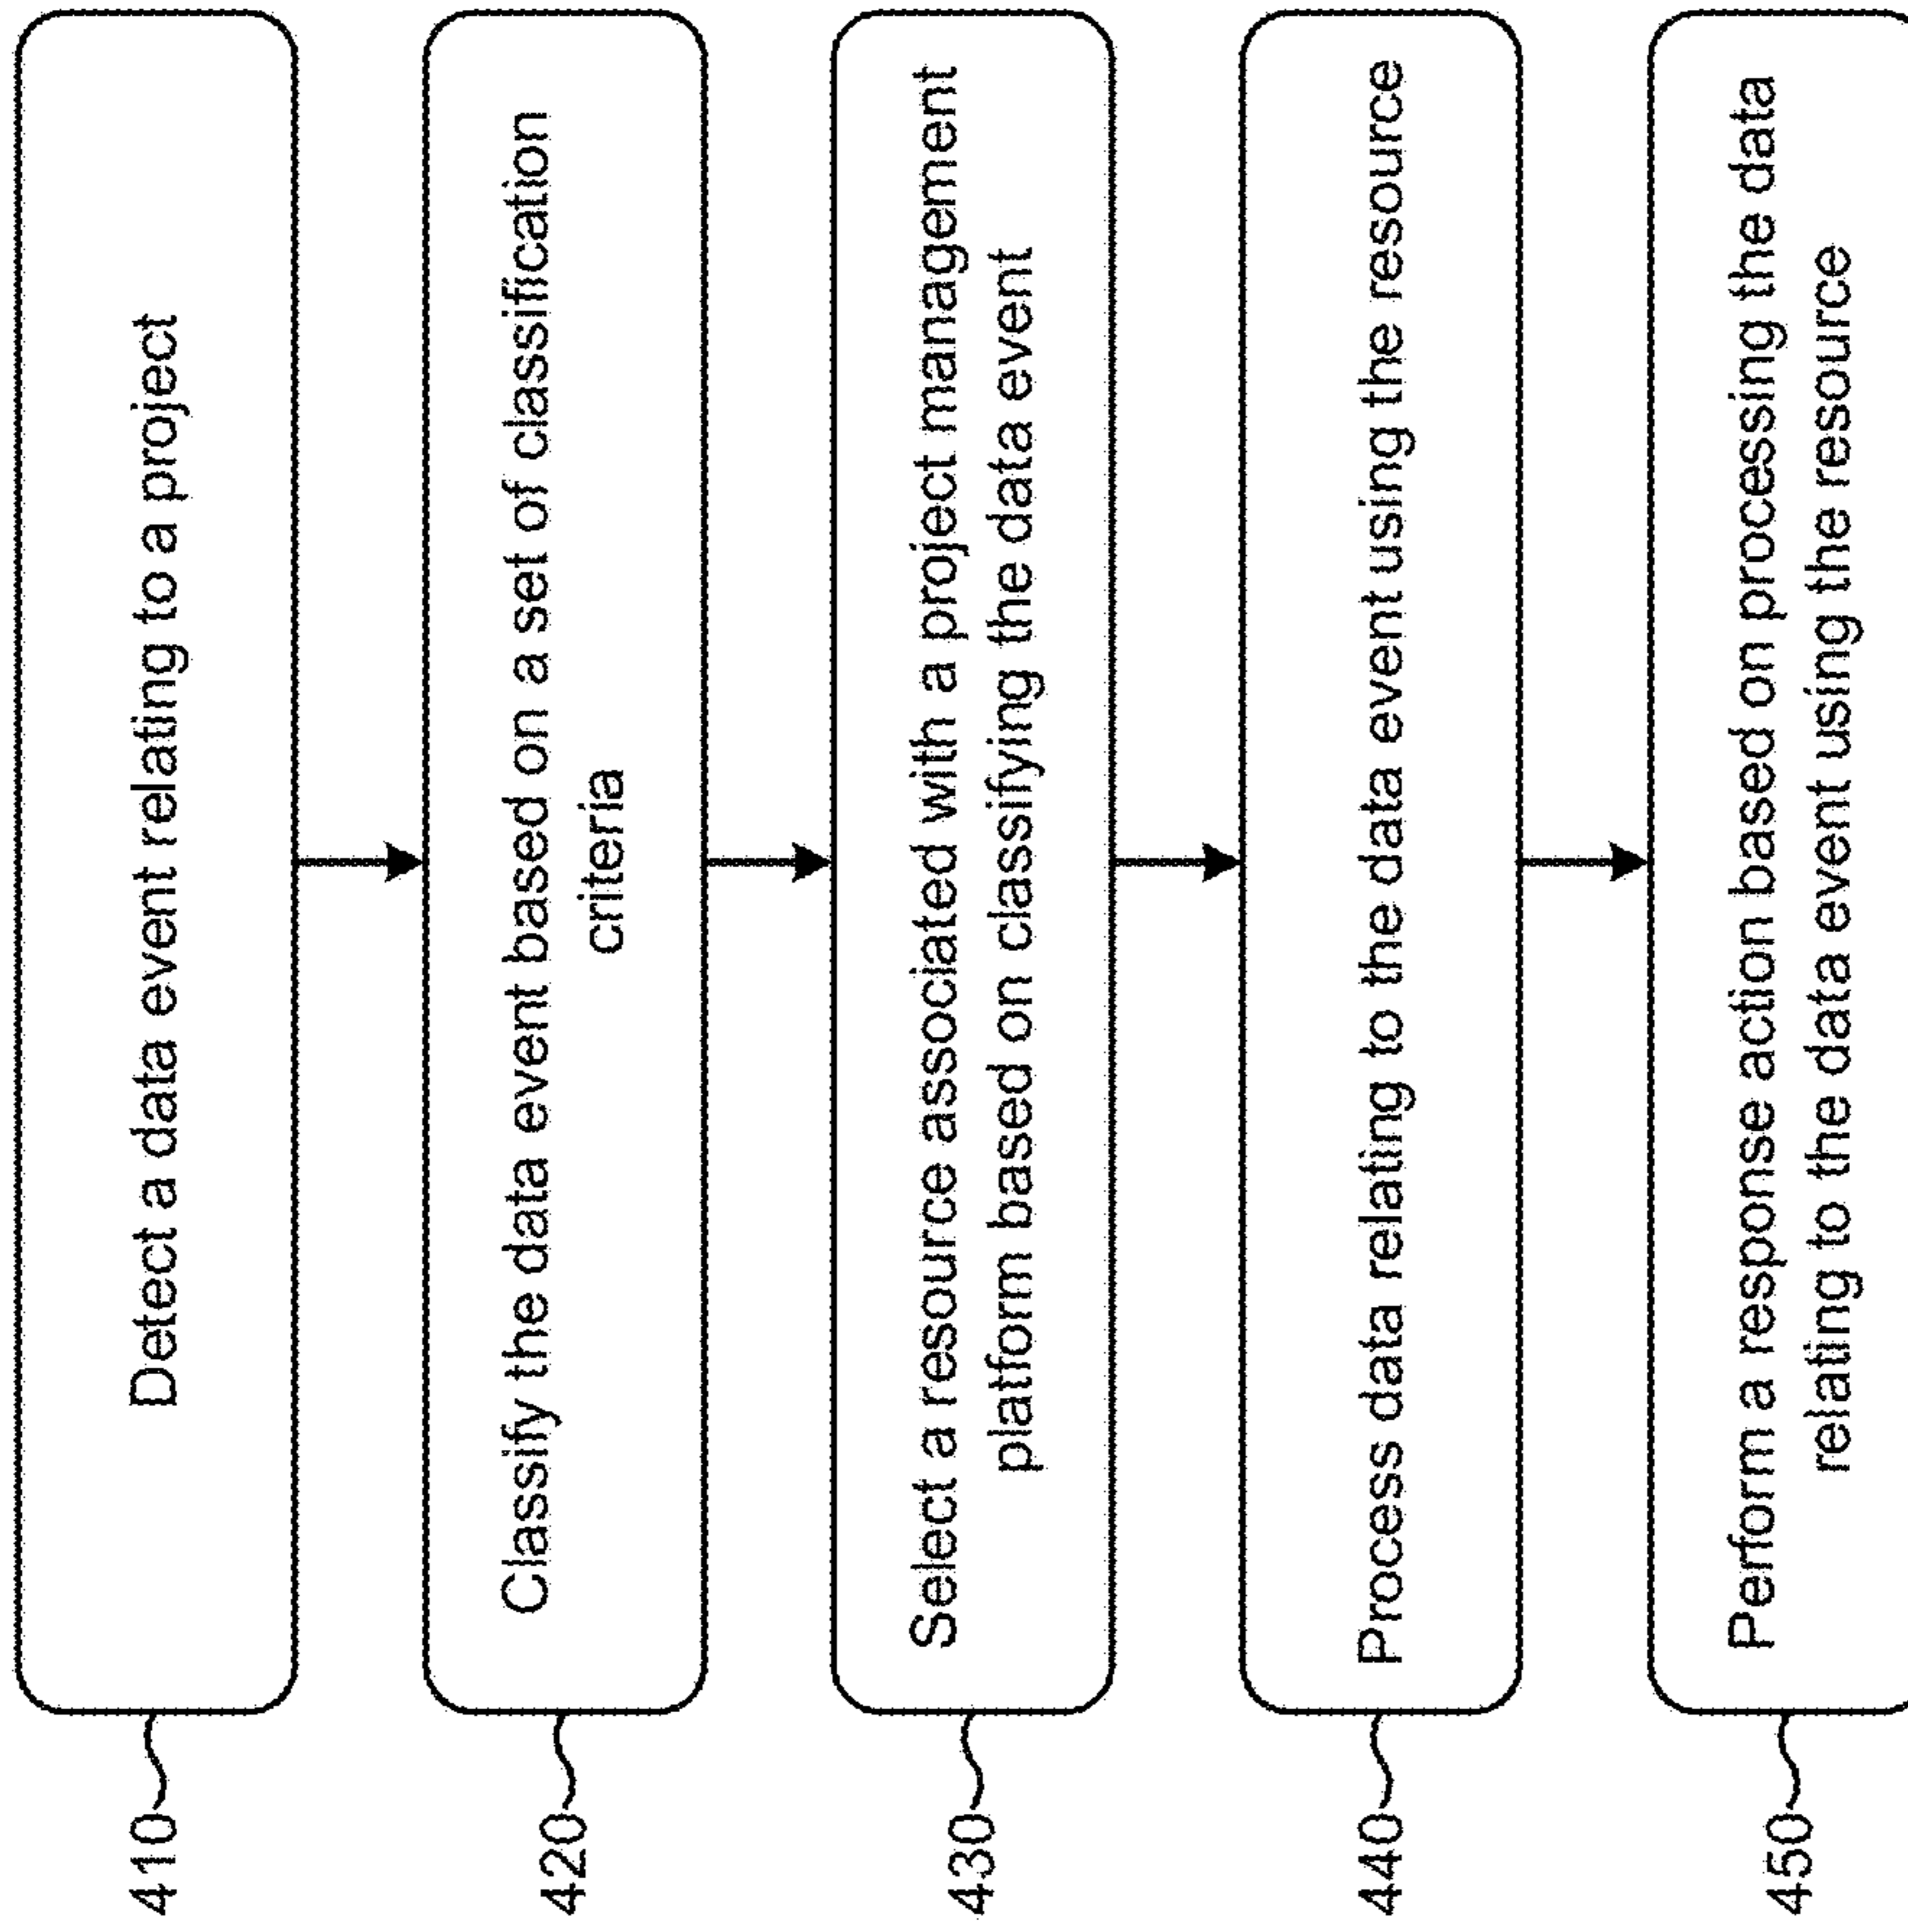 410
Detect a data event relating to a project
420
Classify the data event based on a set of classification
criteria
430
Select a resource associated with a project management
platform based on classifying the data event
440
Process data relating to the data event using the resource
450
Perform a response action based on processing the data
relating to the data event using the resource